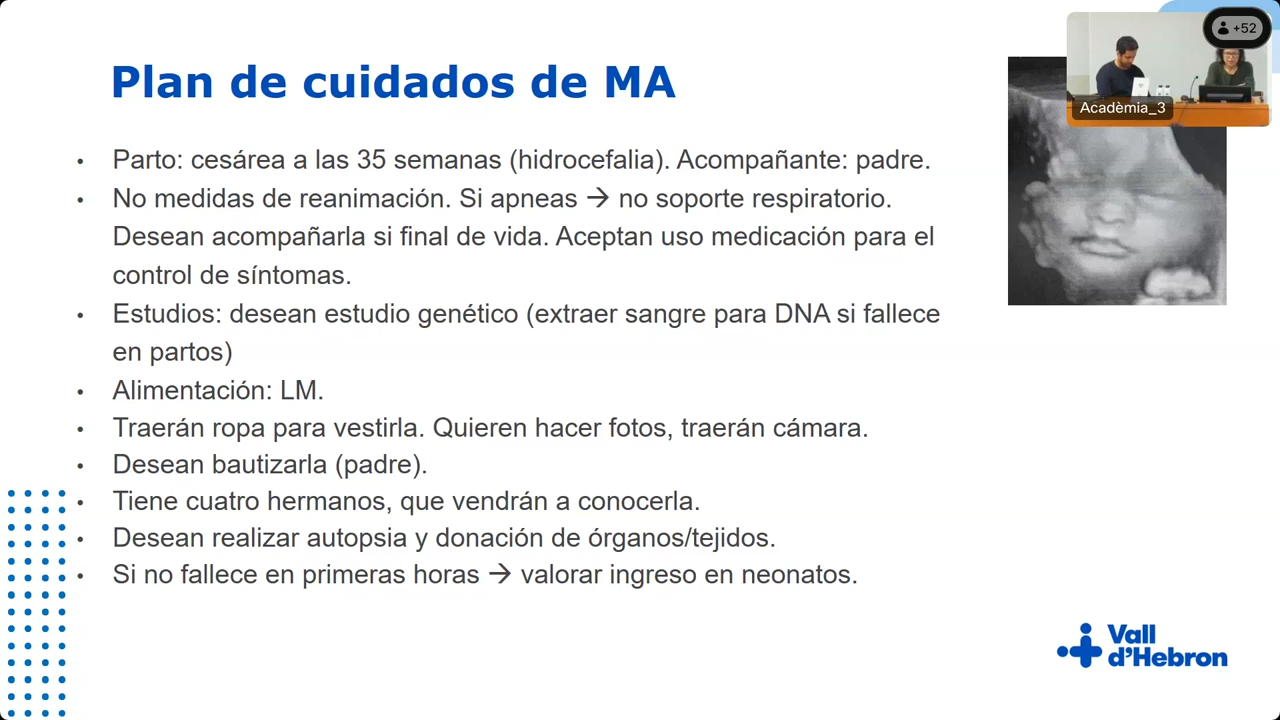 Plan de cuidados de MA
+52
Acadèmia_3
• Parto: cesárea a las 35 semanas (hidrocefalia). Acompañante: padre.
• No medidas de reanimación. Si apneas → no soporte respiratorio.
Desean acompañarla si final de vida. Aceptan uso medicación para el
control de síntomas.
• Estudios: desean estudio genético (extraer sangre para DNA si fallece
en partos)
• Alimentación: LM.
• Traerán ropa para vestirla. Quieren hacer fotos, traerán cámara.
• Desean bautizarla (padre).
• Tiene cuatro hermanos, que vendrán a conocerla.
• Desean realizar autopsia y donación de órganos/tejidos.
• Si no fallece en primeras horas → valorar ingreso en neonatos.
Vall
d'Hebron